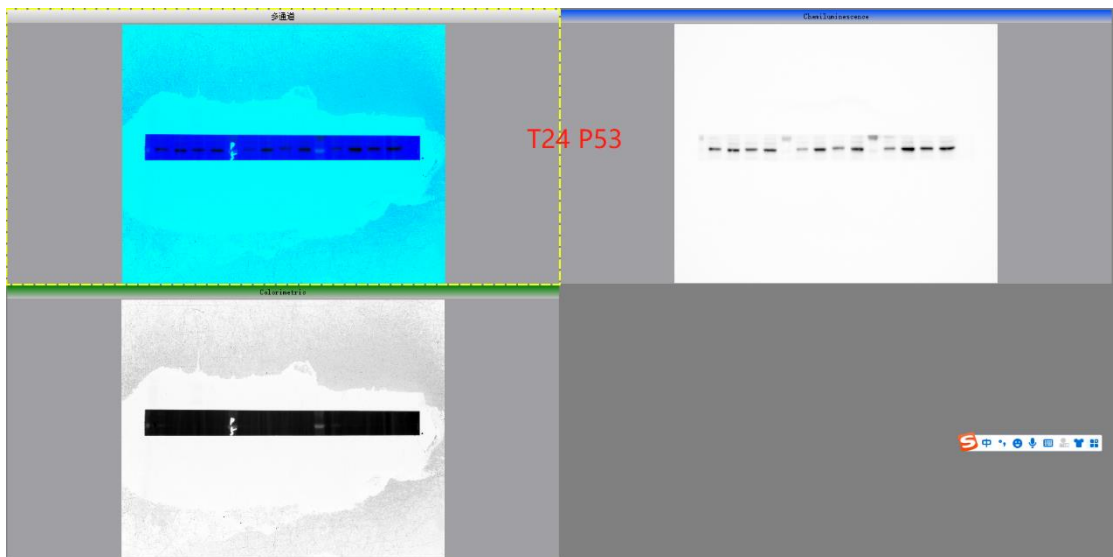 多通道
Chemiluminescence
T24 P53
Colorimetric
中